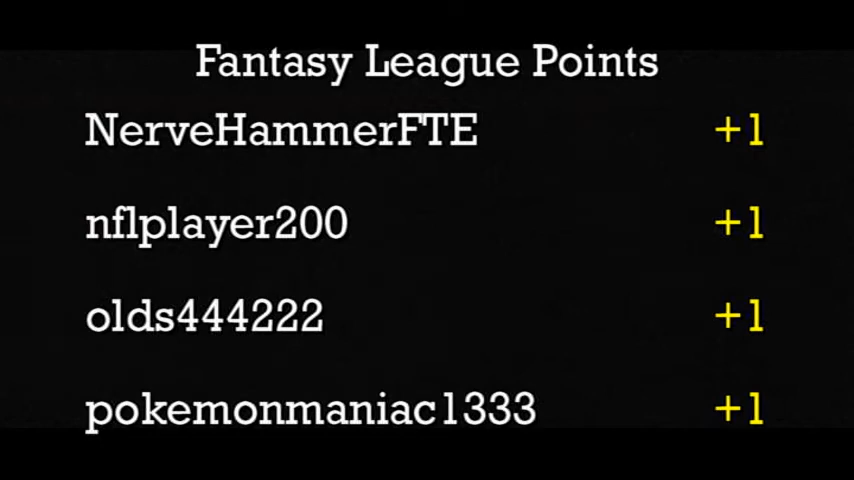 Fantasy League Points
NerveHammerFTE +1
nflplayer200 +1
olds444222 +1
pokemonmaniac1333 +1